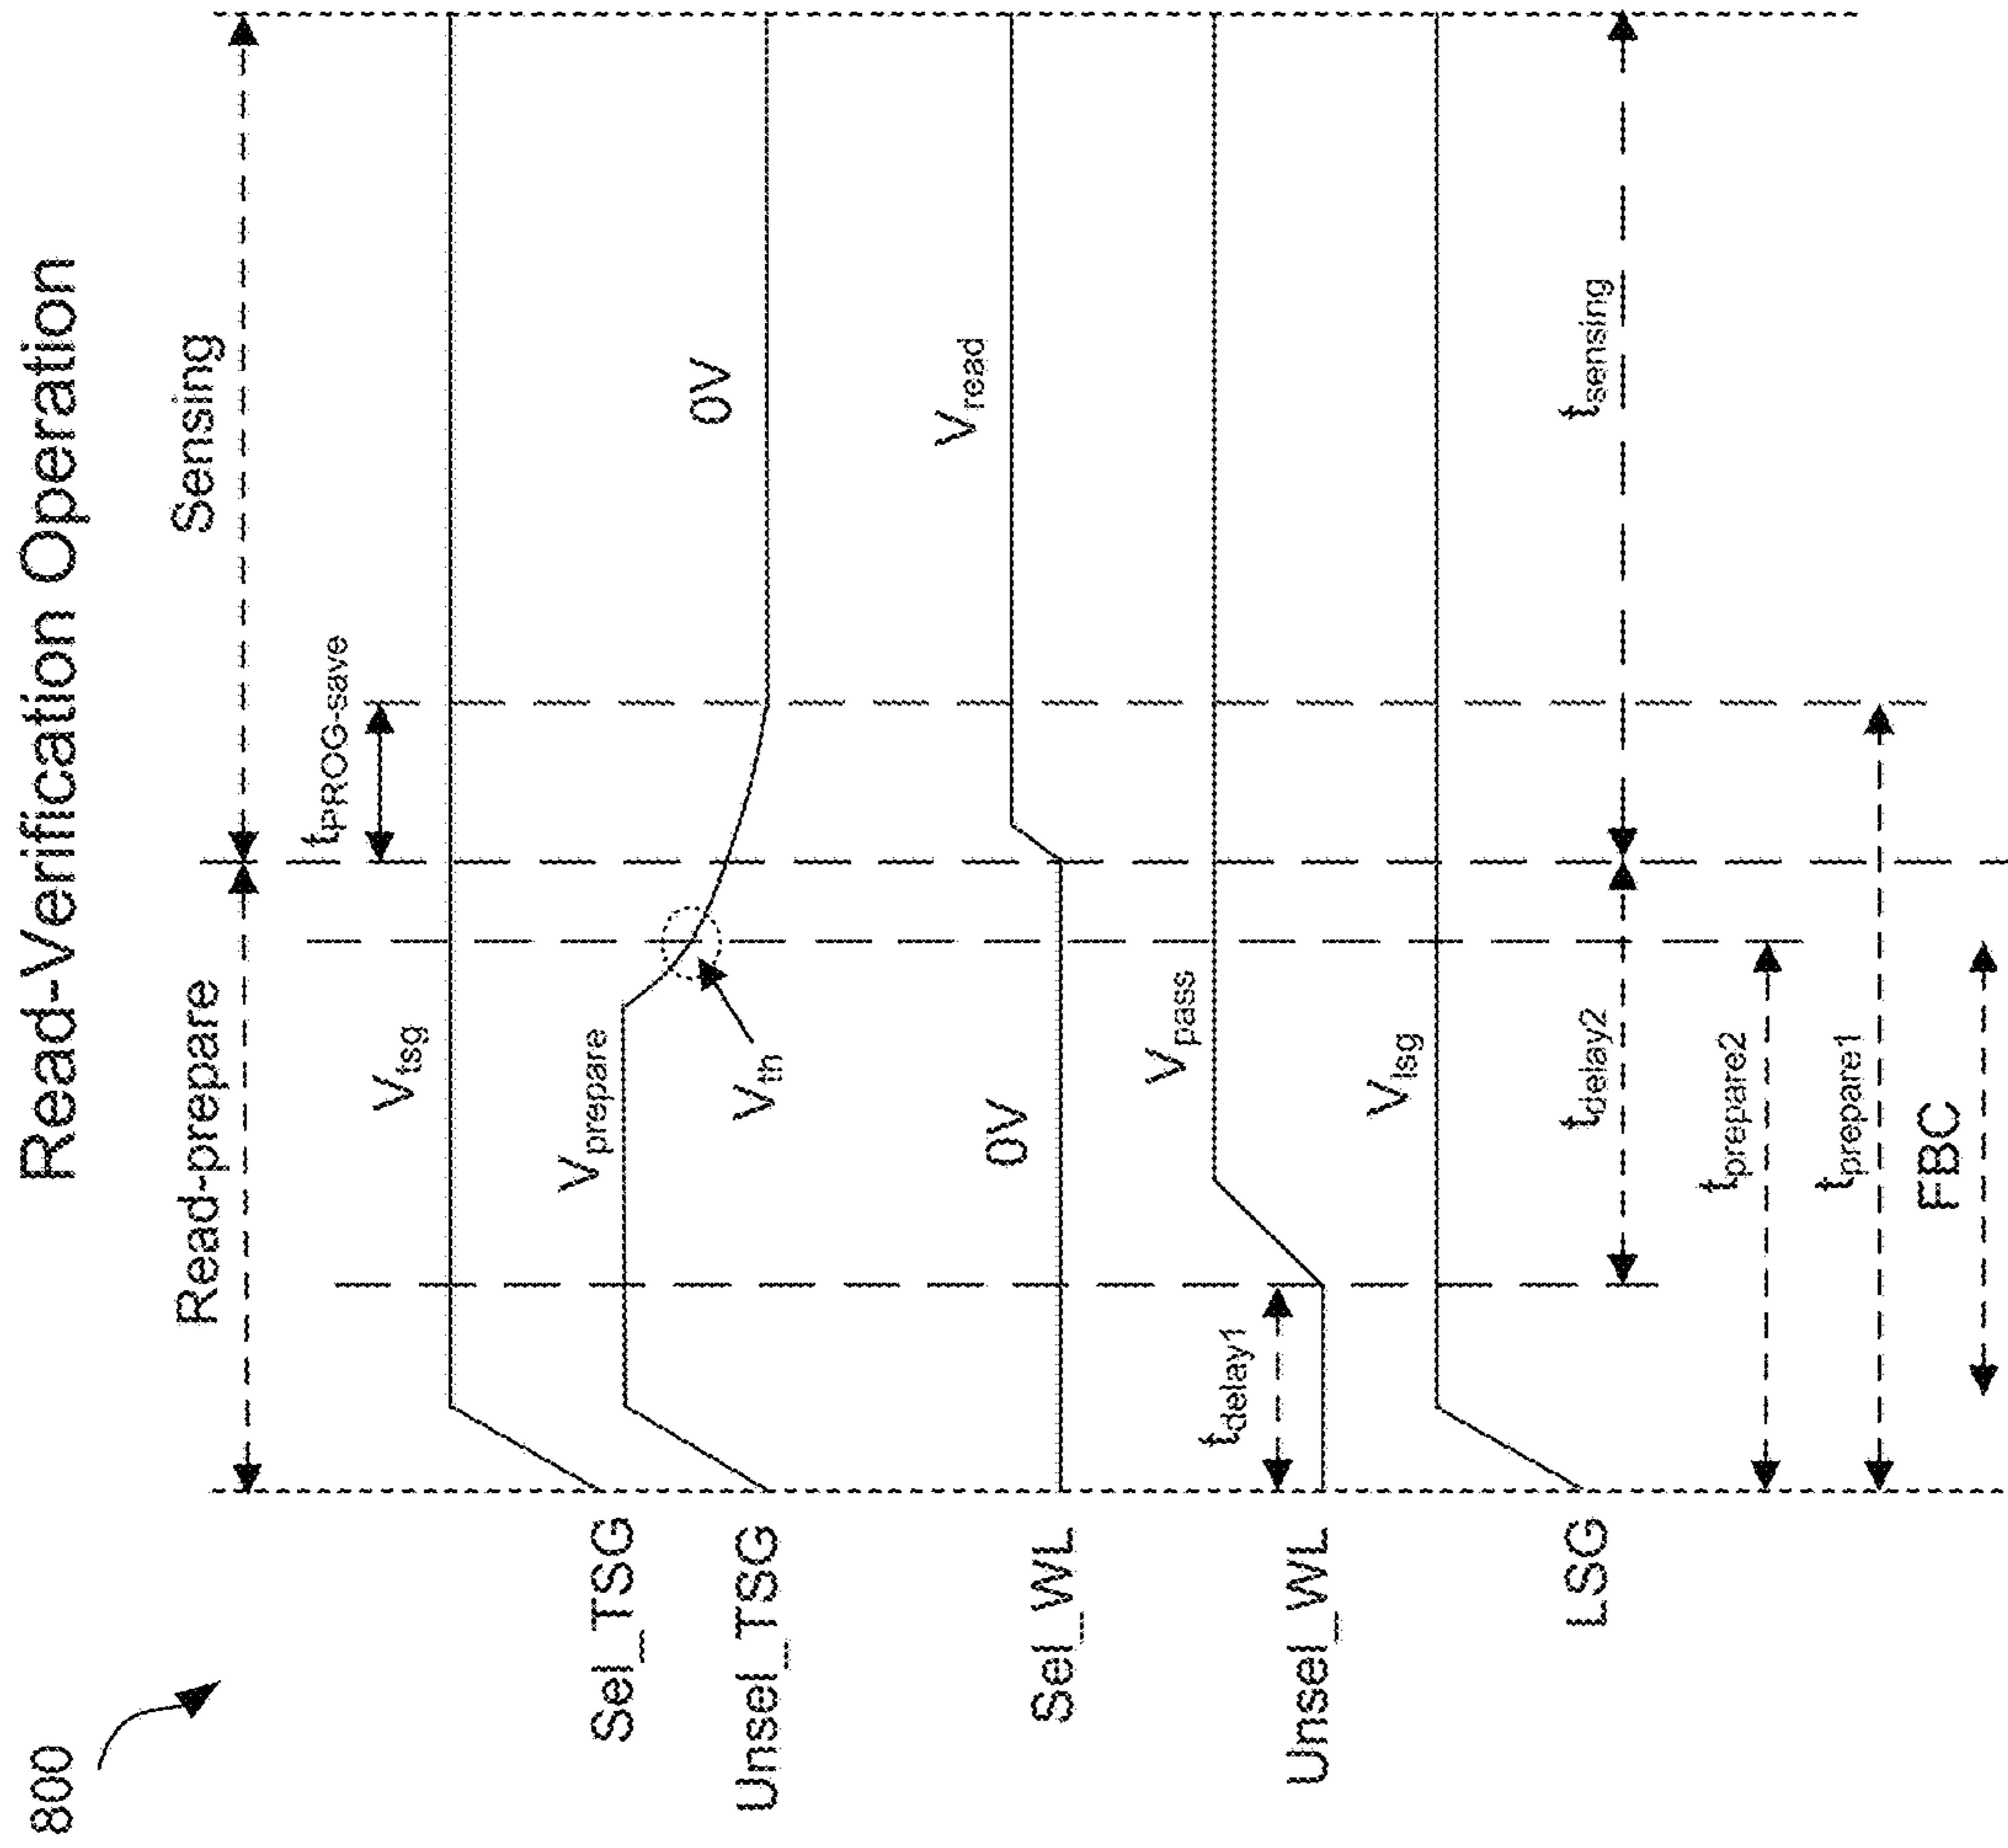 800
Read-Verification Operation
Read-prepare
Sensing
tPROG-save
Sel_TSG
Vtsg
Unsel_TSG
Vprepare
Vth
0V
Sel_WL
0V
Vread
Unsel_WL
tdelay1
Vpass
LSG
Vlsg
tdelay2
tsensing
tprepare2
tprepare1
FBC